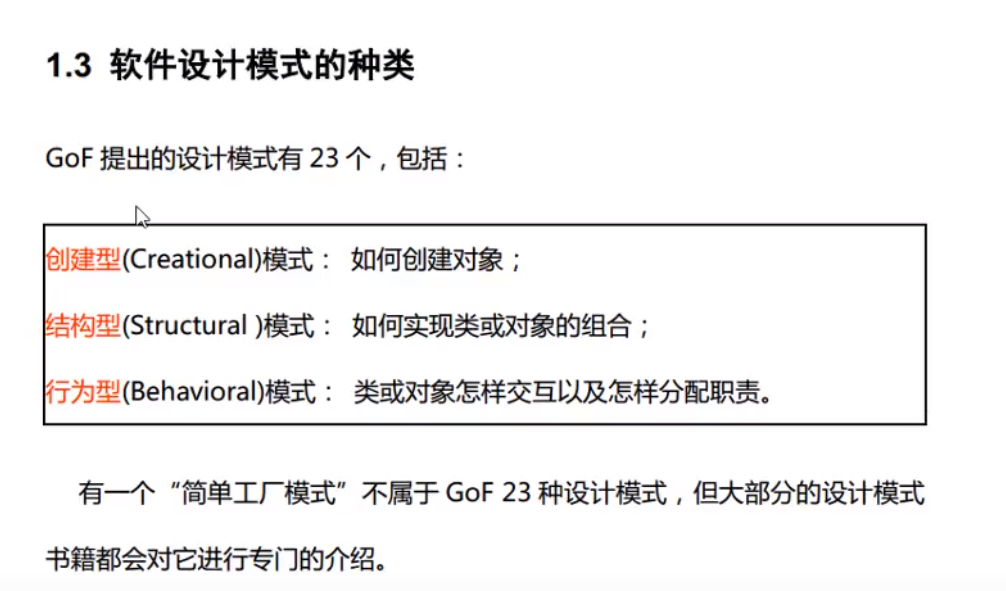 1.3 软件设计模式的种类
GoF 提出的设计模式有 23 个，包括：
创建型(Creational)模式： 如何创建对象；
结构型(Structural )模式： 如何实现类或对象的组合；
行为型(Behavioral)模式： 类或对象怎样交互以及怎样分配职责。
有一个“简单工厂模式”不属于 GoF 23 种设计模式，但大部分的设计模式
书籍都会对它进行专门的介绍。